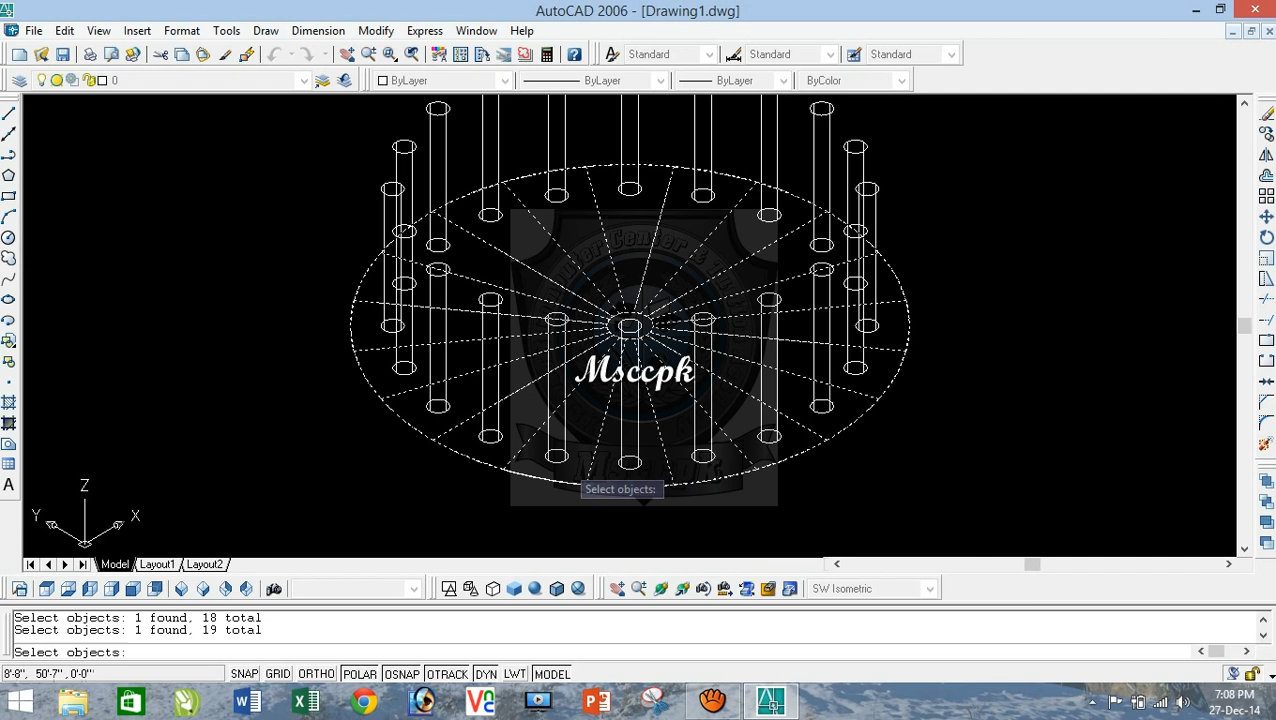 AutoCAD 2006 - [Drawing1.dwg]
File Edit View Insert Format Tools Draw Dimension Modify Express Window Help
Standard Standard Standard
0 ByLayer ByLayer ByLayer ByColor
Msccpk
Select objects:
Z
Y X
A
Model Layout1 Layout2
SW Isometric
Select objects: 1 found, 18 total
Select objects: 1 found, 19 total
Select objects:
8'-8", 50'-7", 0'-0" SNAP GRID ORTHO POLAR OSNAP OTRACK DYN LWT MODEL
7:08 PM
27-Dec-14